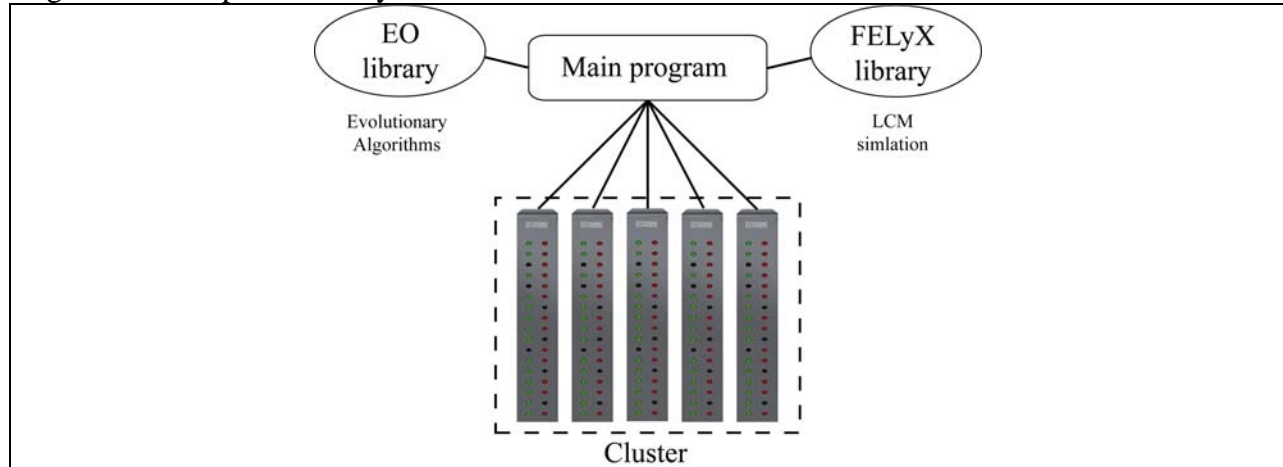 EO
library
Main program
FELyX
library
Evolutionary
Algorithms
LCM
simlation
Cluster